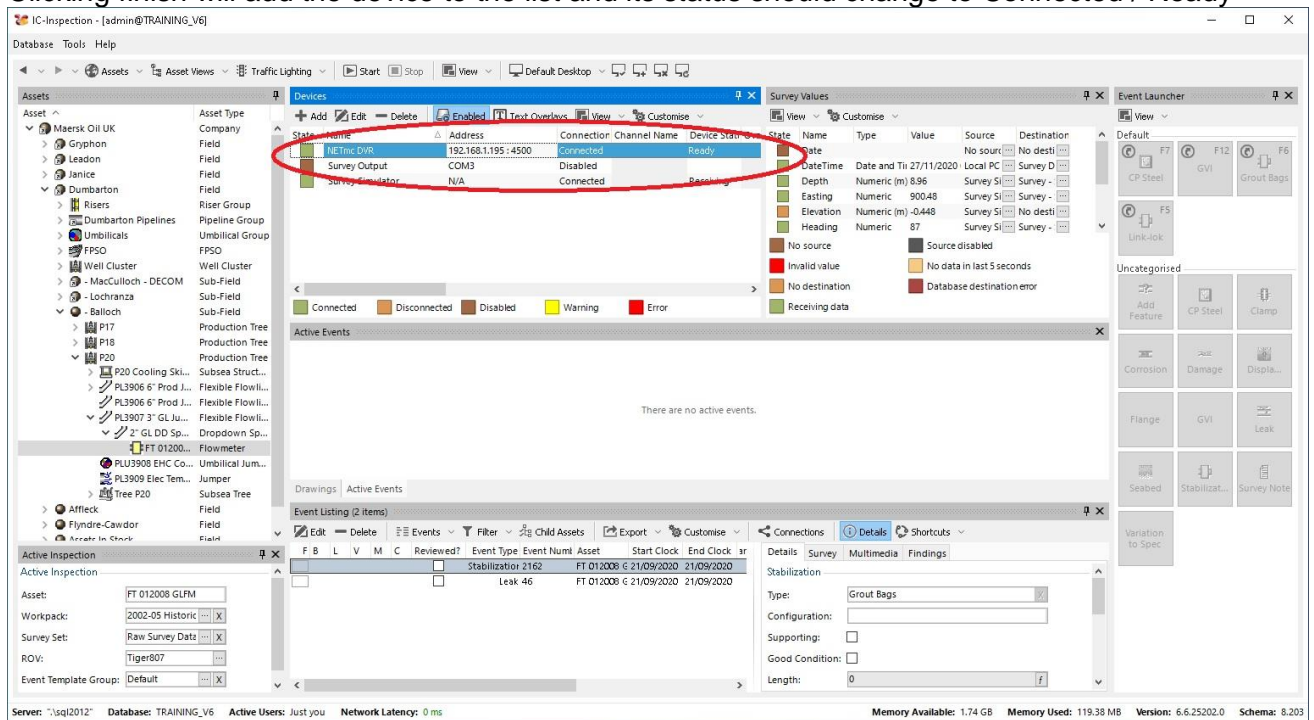 Clicking finish will add the device to the list and its status should change to Connected / Ready
IC-Inspection - [admin@TRAINING_V6]
Database Tools Help
Assets Asset Views Traffic Lighting Start Stop View Default Desktop
Assets
Asset Asset Type
Maersk Oil UK Company
Gryphon Field
Leadon Field
Janice Field
Dumbarton Field
Risers Riser Group
Dumbarton Pipelines Pipeline Group
Umbilicals Umbilical Group
FPSO FPSO
Well Cluster Well Cluster
- MacCulloch - DECOM Sub-Field
- Lochranza Sub-Field
- Balloch Sub-Field
P17 Production Tree
P18 Production Tree
P20 Production Tree
P20 Cooling Ski... Subsea Struct...
PL3906 6" Prod J... Flexible Flowli...
PL3906 6" Prod J... Flexible Flowli...
PL3907 3" GL Ju... Flexible Flowli...
2" GL DD Sp... Dropdown Sp...
FT 01200... Flowmeter
PLU3908 EHC Co... Umbilical Jum...
PL3909 Elec Tem... Jumper
Tree P20 Subsea Tree
Affleck Field
Flyndre-Cawdor Field
Assets In Stock Field
Active Inspection
Active Inspection
Asset: FT 012008 GLFM
Workpack: 2002-05 Historic ... X
Survey Set: Raw Survey Data ... X
ROV: Tiger807 ...
Event Template Group: Default ... X
Devices
Add Edit Delete Enabled Text Overlays View Customise
State Name Address Connection Channel Name Device Stat
NETmc DVR 192.168.1.195 : 4500 Connected Ready
Survey Output COM3 Disabled
Survey Simulator N/A Connected Receiving
Connected Disconnected Disabled Warning Error
Survey Values
View Customise
State Name Type Value Source Destination
Date No sourc ... No desti ...
DateTime Date and Tii 27/11/2020 Local PC ... Survey D ...
Depth Numeric (m) 8.96 Survey Si ... Survey - ...
Easting Numeric 900.48 Survey Si ... Survey - ...
Elevation Numeric (m) -0.448 Survey Si ... No desti ...
Heading Numeric 87 Survey Si ... Survey - ...
No source Source disabled
Invalid value No data in last 5 seconds
No destination Database destination error
Receiving data
Active Events
There are no active events.
Drawings Active Events
Event Listing (2 items)
Edit Delete Events Filter Child Assets Export Customise
F B L V M C Reviewed? Event Type Event Numb Asset Start Clock End Clock
Stabilization 2162 FT 012008 G 21/09/2020 21/09/2020
Leak 46 FT 012008 G 21/09/2020 21/09/2020
Connections Details Shortcuts
Details Survey Multimedia Findings
Stabilization
Type: Grout Bags X
Configuration:
Supporting:
Good Condition:
Length: 0 f
Event Launcher
View
Default
F7 CP Steel
F12 GVI
F6 Grout Bags
F5 Link-lok
Uncategorised
Add Feature CP Steel Clamp
Corrosion Damage Displa...
Flange GVI Leak
Seabed Stabilizat... Survey Note
Variation to Spec
Server: ".\sql2012" Database: TRAINING_V6 Active Users: Just you Network Latency: 0 ms Memory Available: 1.74 GB Memory Used: 119.38 MB Version: 6.6.25202.0 Schema: 8.203